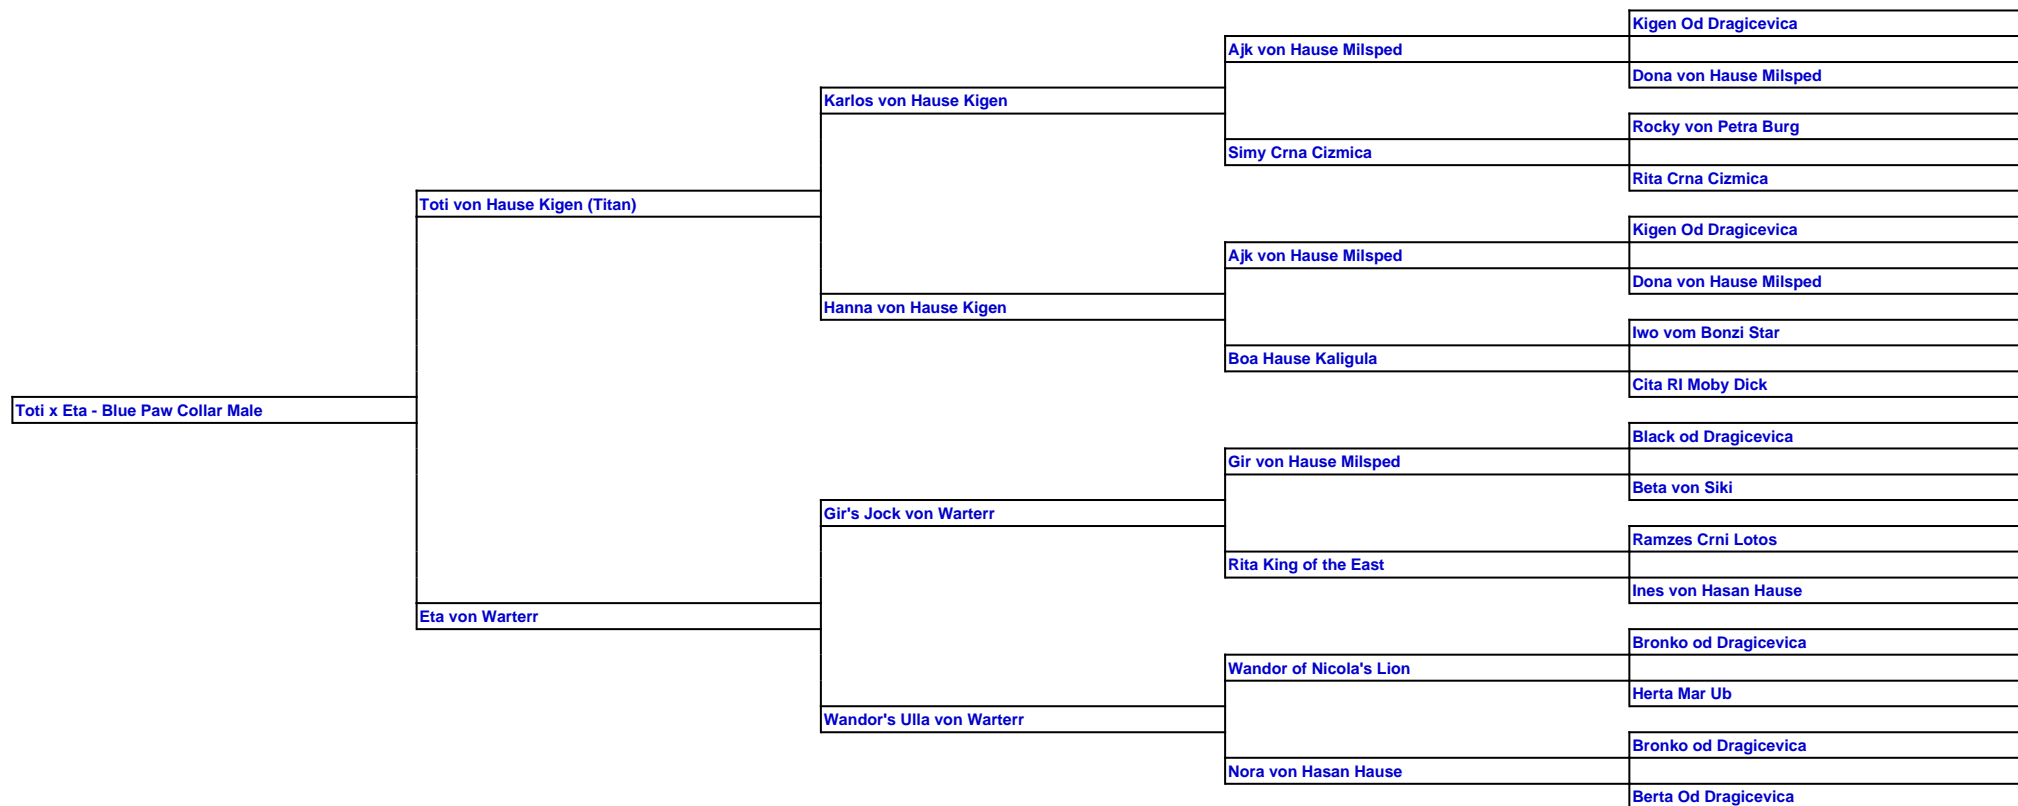 Kigen Od Dragicevica
Ajk von Hause Milsped
Dona von Hause Milsped
Karlos von Hause Kigen
Rocky von Petra Burg
Simy Crna Cizmica
Rita Crna Cizmica
Toti von Hause Kigen (Titan)
Kigen Od Dragicevica
Ajk von Hause Milsped
Dona von Hause Milsped
Hanna von Hause Kigen
Iwo vom Bonzi Star
Boa Hause Kaligula
Cita RI Moby Dick
Toti x Eta - Blue Paw Collar Male
Black od Dragicevica
Gir von Hause Milsped
Beta von Siki
Gir's Jock von Warterr
Ramzes Crni Lotos
Rita King of the East
Ines von Hasan Hause
Eta von Warterr
Bronko od Dragicevica
Wandor of Nicola's Lion
Herta Mar Ub
Wandor's Ulla von Warterr
Bronko od Dragicevica
Nora von Hasan Hause
Berta Od Dragicevica